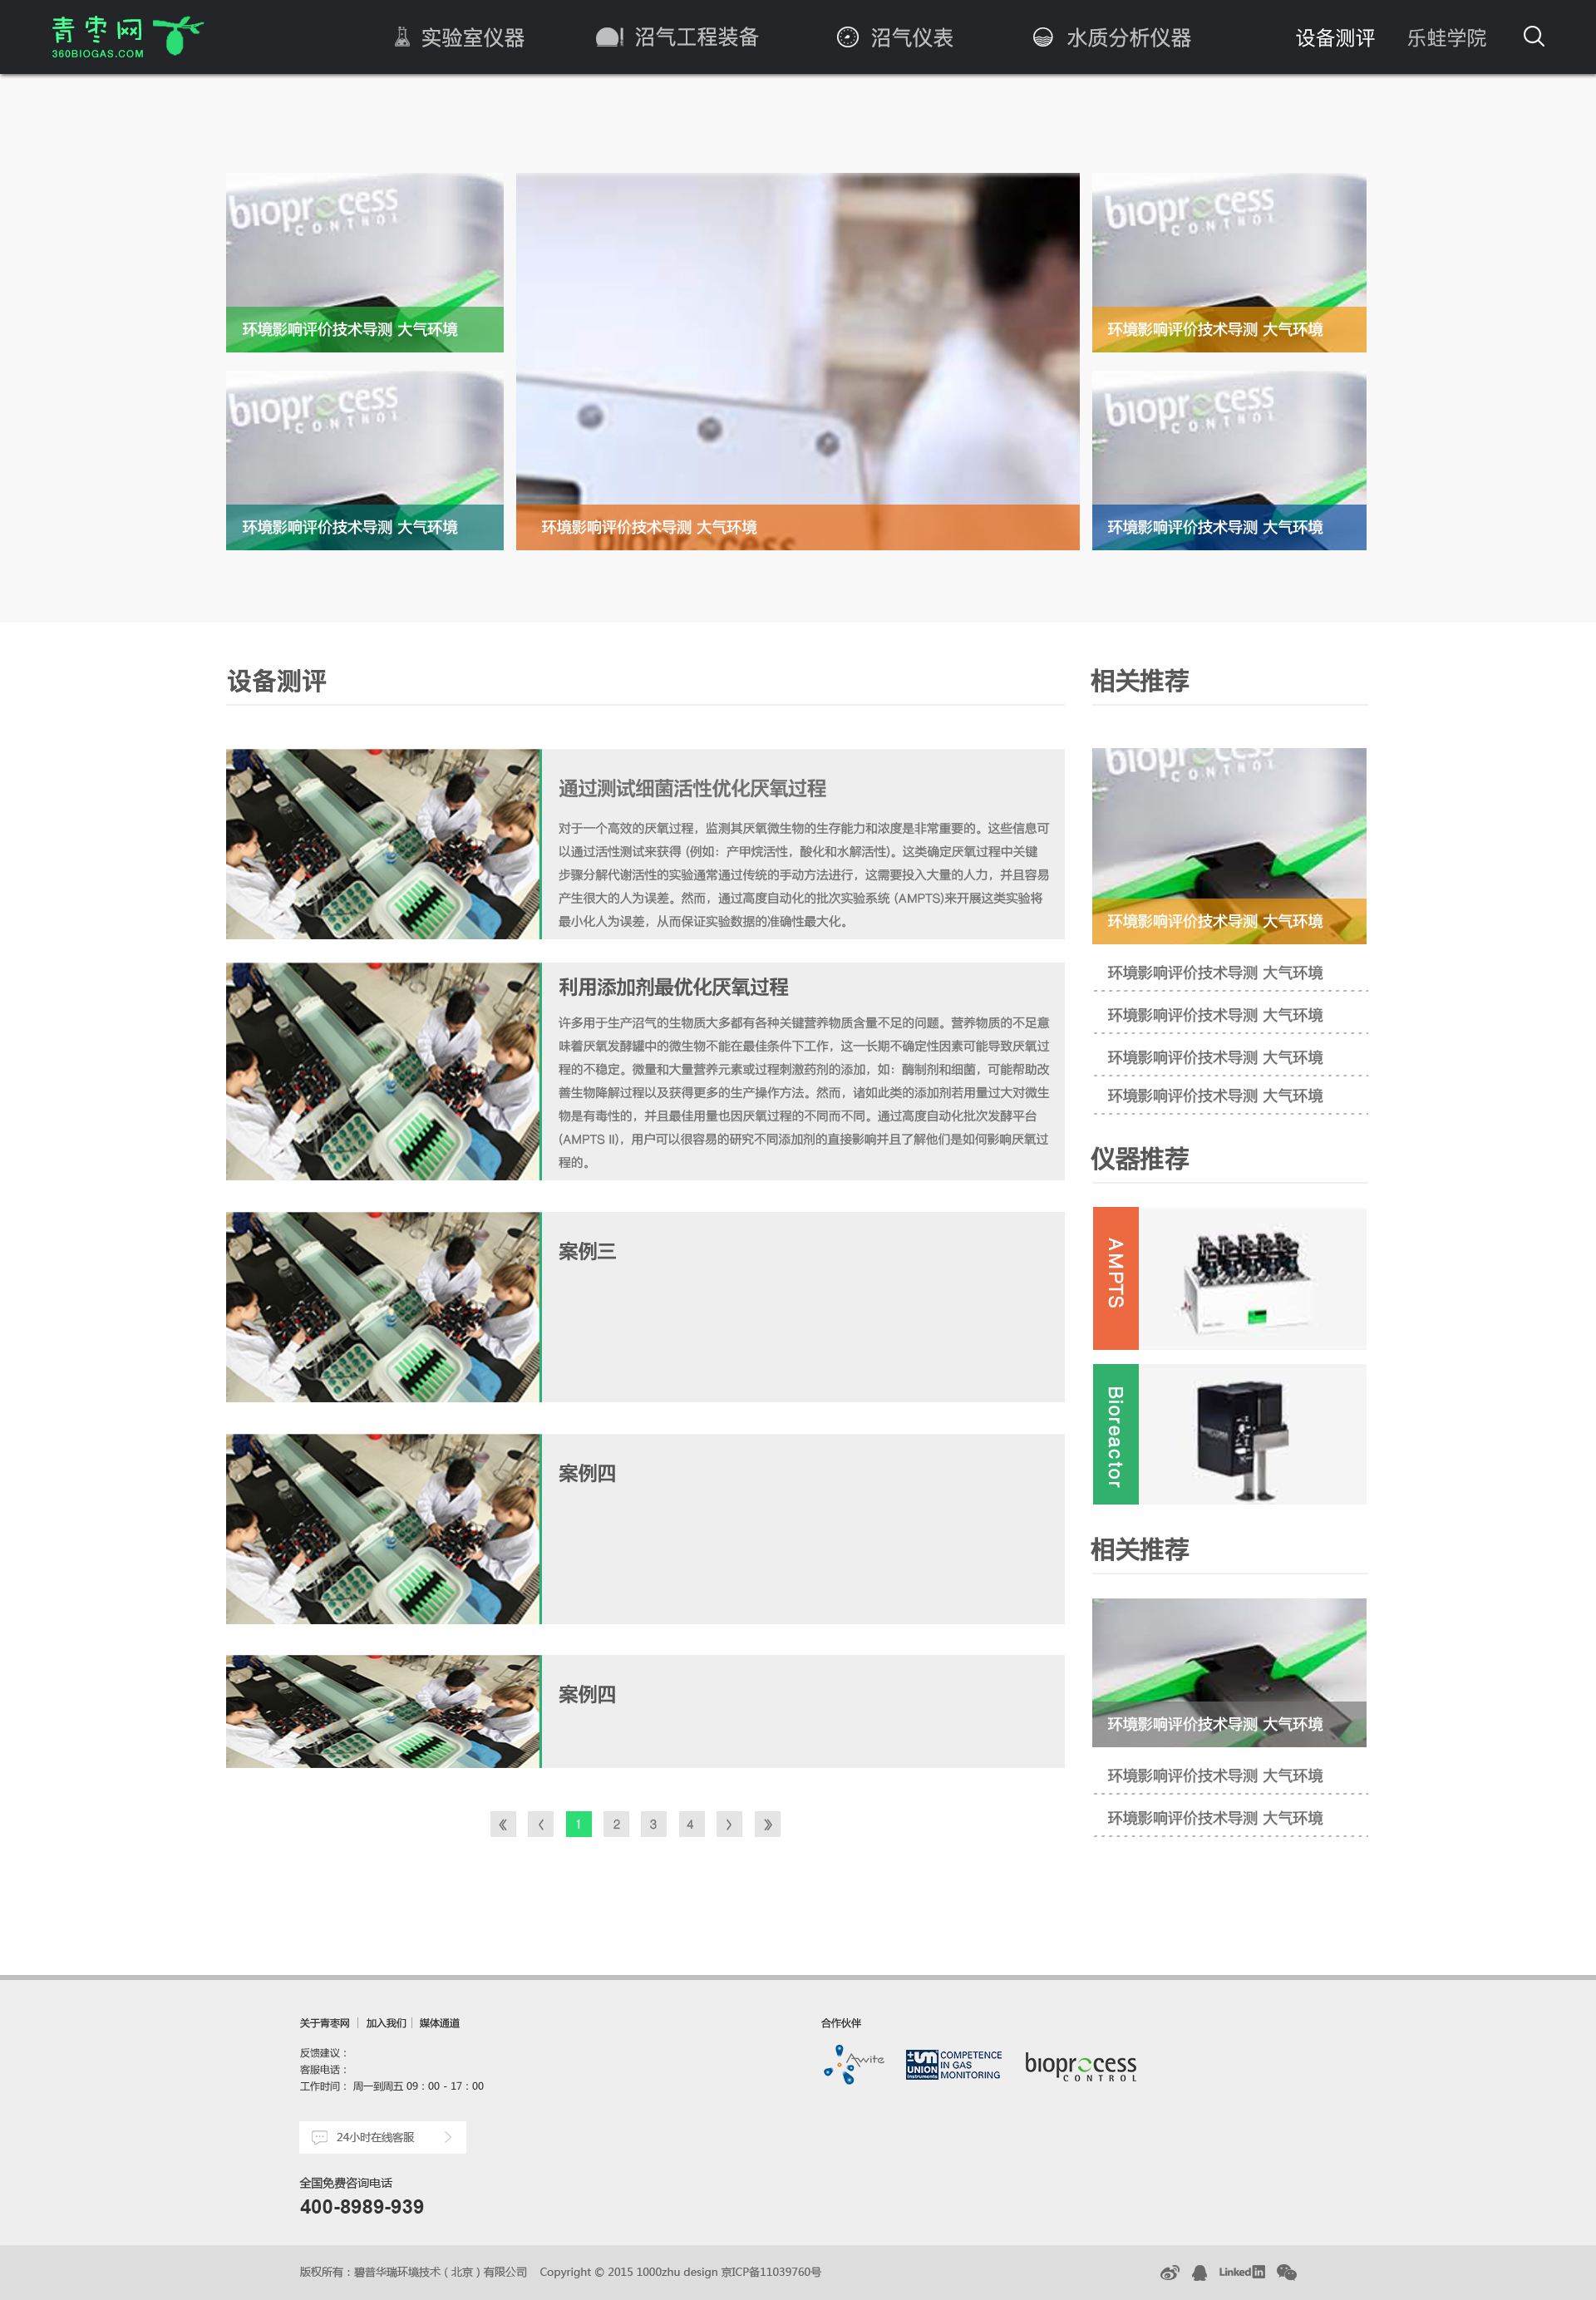 青枣网
360BIOGAS.COM
实验室仪器
沼气工程装备
沼气仪表
水质分析仪器
设备测评
乐蛙学院
bioprocess
CONTROL
环境影响评价技术导测 大气环境
bioprocess
CONTROL
环境影响评价技术导测 大气环境
bioprocess
环境影响评价技术导测 大气环境
bioprocess
CONTROL
环境影响评价技术导测 大气环境
bioprocess
CONTROL
环境影响评价技术导测 大气环境
设备测评
通过测试细菌活性优化厌氧过程
对于一个高效的厌氧过程，监测其厌氧微生物的生存能力和浓度是非常重要的。这些信息可
以通过活性测试来获得 (例如：产甲烷活性，酸化和水解活性)。这类确定厌氧过程中关键
步骤分解代谢活性的实验通常通过传统的手动方法进行，这需要投入大量的人力，并且容易
产生很大的人为误差。然而，通过高度自动化的批次实验系统 (AMPTS)来开展这类实验将
最小化人为误差，从而保证实验数据的准确性最大化。
利用添加剂最优化厌氧过程
许多用于生产沼气的生物质大多都有各种关键营养物质含量不足的问题。营养物质的不足意
味着厌氧发酵罐中的微生物不能在最佳条件下工作，这一长期不确定性因素可能导致厌氧过
程的不稳定。微量和大量营养元素或过程刺激药剂的添加，如：酶制剂和细菌，可能帮助改
善生物降解过程以及获得更多的生产操作方法。然而，诸如此类的添加剂若用量过大对微生
物是有毒性的，并且最佳用量也因厌氧过程的不同而不同。通过高度自动化批次发酵平台
(AMPTS II)，用户可以很容易的研究不同添加剂的直接影响并且了解他们是如何影响厌氧过
程的。
案例三
案例四
案例四
1
2
3
4
相关推荐
bioprocess
CONTROL
环境影响评价技术导测 大气环境
环境影响评价技术导测 大气环境
环境影响评价技术导测 大气环境
环境影响评价技术导测 大气环境
环境影响评价技术导测 大气环境
仪器推荐
AMPTS
Bioreactor
相关推荐
环境影响评价技术导测 大气环境
环境影响评价技术导测 大气环境
环境影响评价技术导测 大气环境
关于青枣网 | 加入我们 | 媒体通道
反馈建议：
客服电话：
工作时间： 周一到周五 09：00 - 17：00
24小时在线客服
全国免费咨询电话
400-8989-939
合作伙伴
Awite
UNION
Instruments
COMPETENCE
IN GAS
MONITORING
bioprocess
CONTROL
版权所有：碧普华瑞环境技术（北京）有限公司 Copyright © 2015 1000zhu design 京ICP备11039760号
Linked in